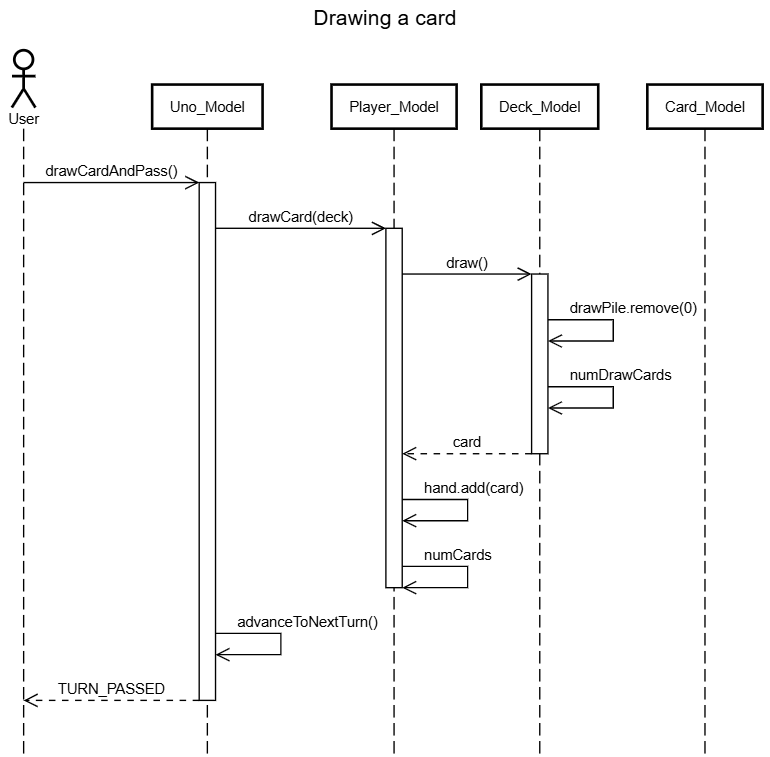 Drawing a card
User
Uno_Model
Player_Model
Deck_Model
Card_Model
drawCardAndPass()
drawCard(deck)
draw()
drawPile.remove(0)
numDrawCards
card
hand.add(card)
numCards
advanceToNextTurn()
TURN_PASSED